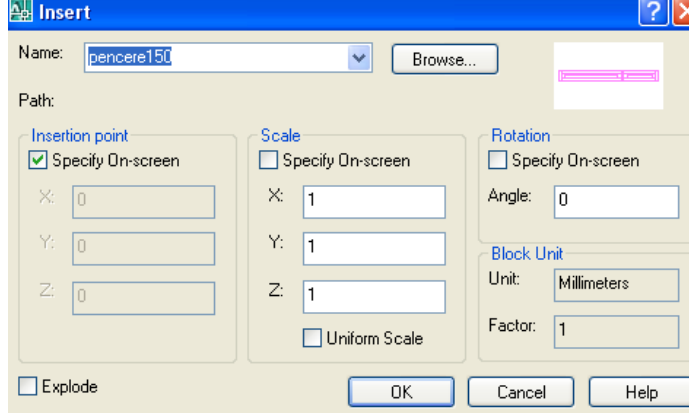 Insert
Name: pencere150 Browse...
Path:
Insertion point Scale Rotation
Specify On-screen Specify On-screen Specify On-screen
X: 0 X: 1 Angle: 0
Y: 0 Y: 1 Block Unit
Z: 0 Z: 1 Unit: Millimeters
Uniform Scale Factor: 1
Explode OK Cancel Help